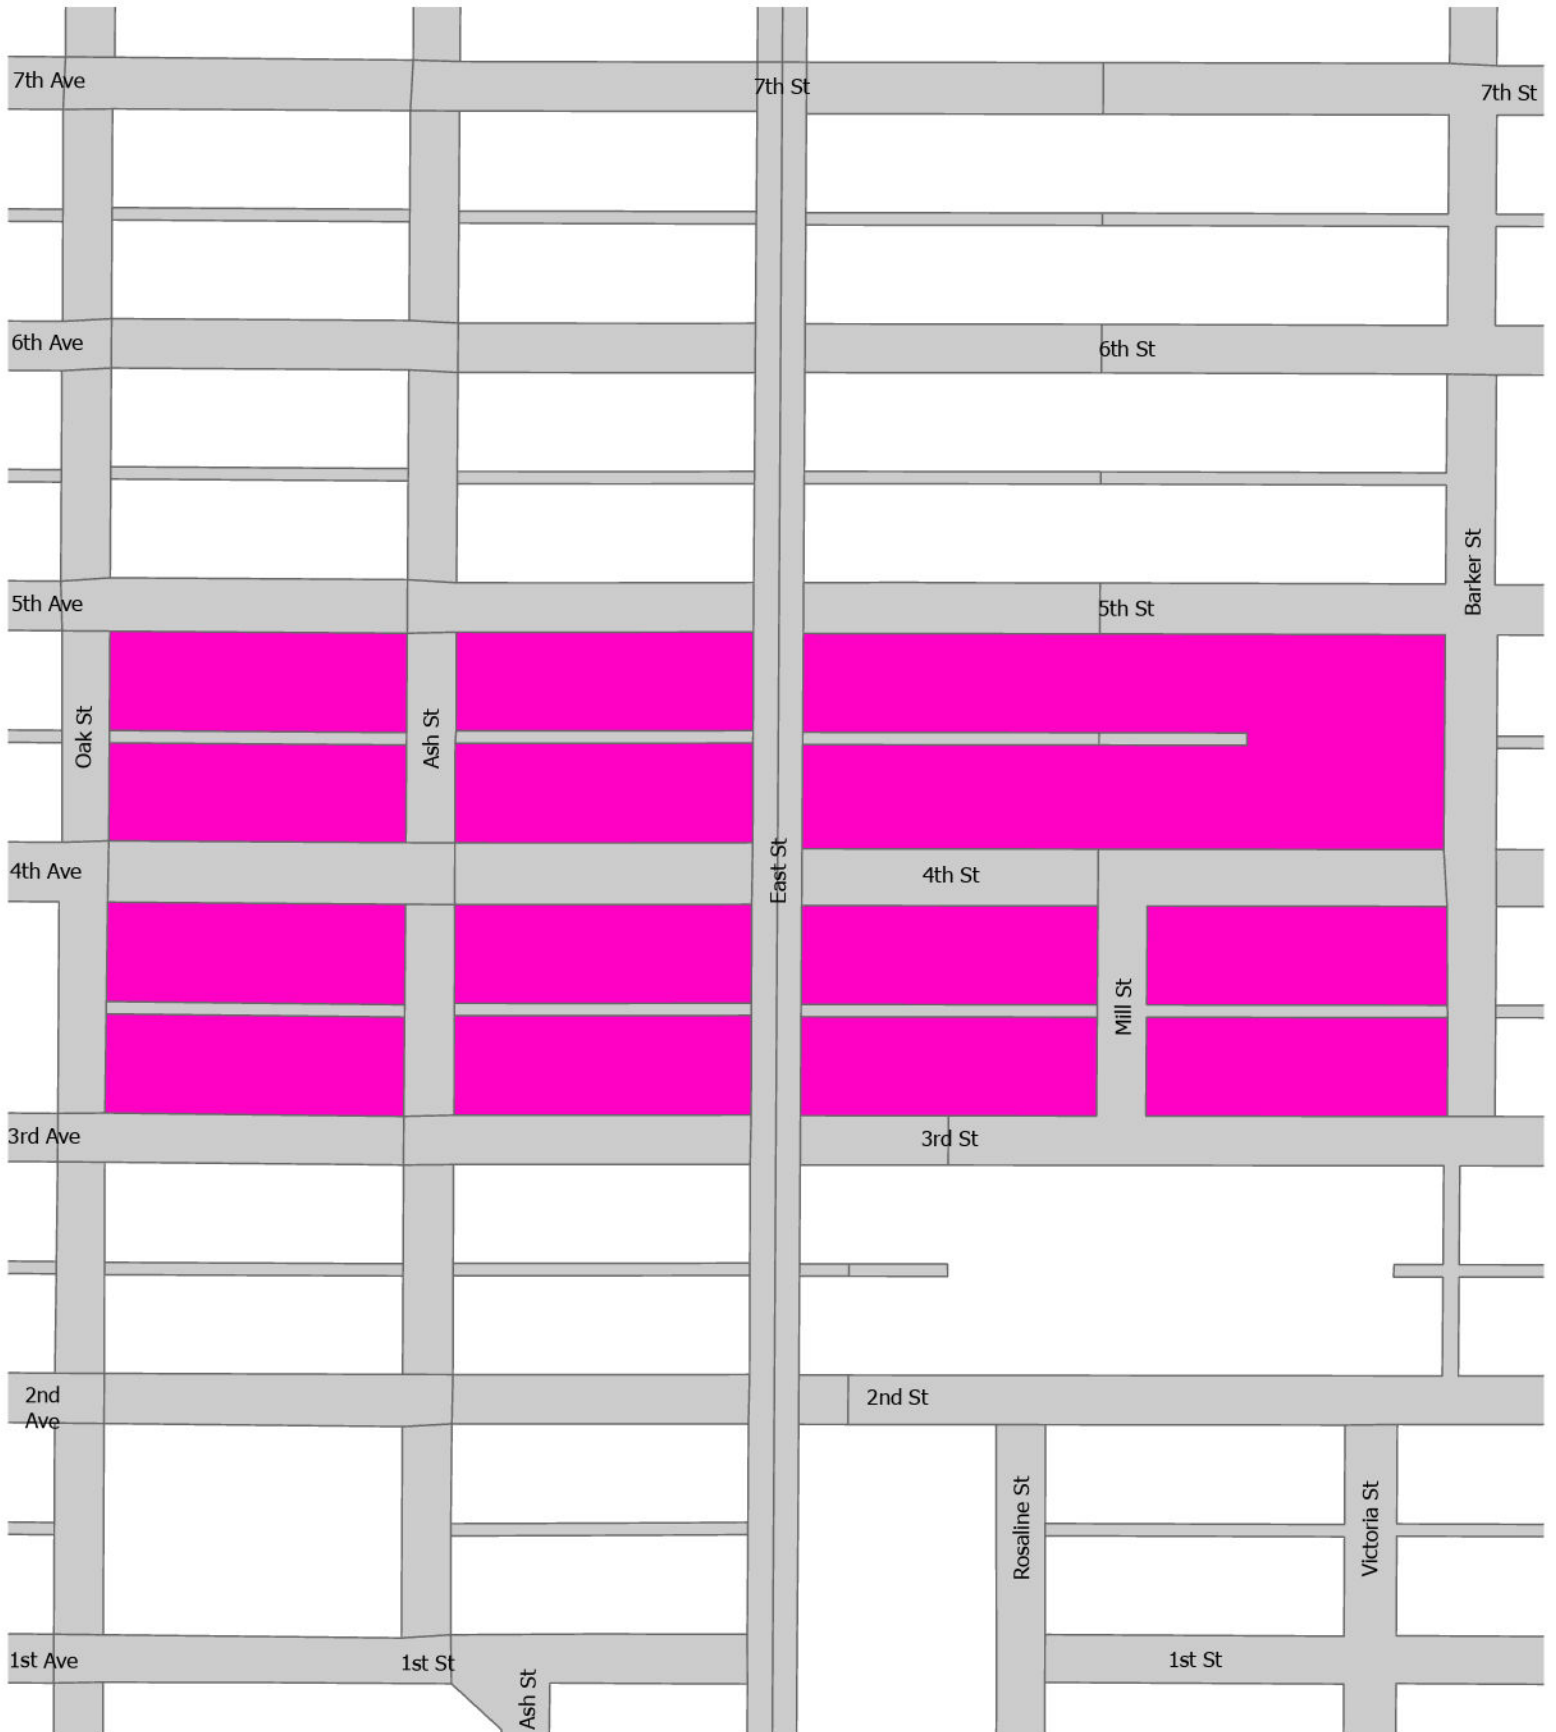 7th Ave
7th St
7th St
6th Ave
6th St
Barker St
5th Ave
5th St
Oak St
Ash St
4th Ave
East St
4th St
Mill St
3rd Ave
3rd St
2nd
Ave
2nd St
Rosaline St
Victoria St
1st Ave
1st St
1st St
Ash St